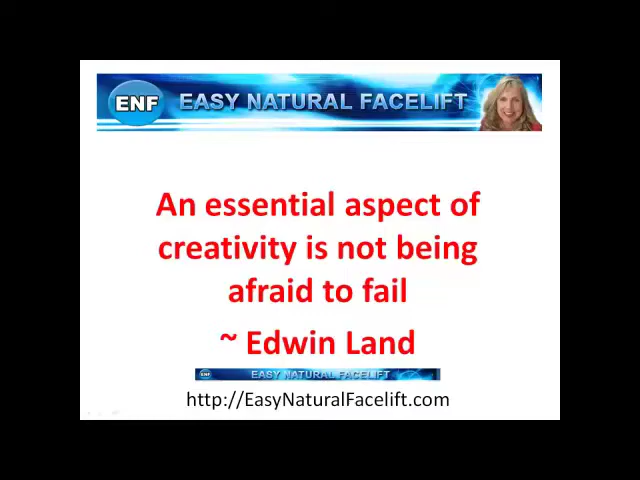 ENF EASY NATURAL FACELIFT
An essential aspect of
creativity is not being
afraid to fail
~ Edwin Land
ENF EASY NATURAL FACELIFT
http://EasyNaturalFacelift.com